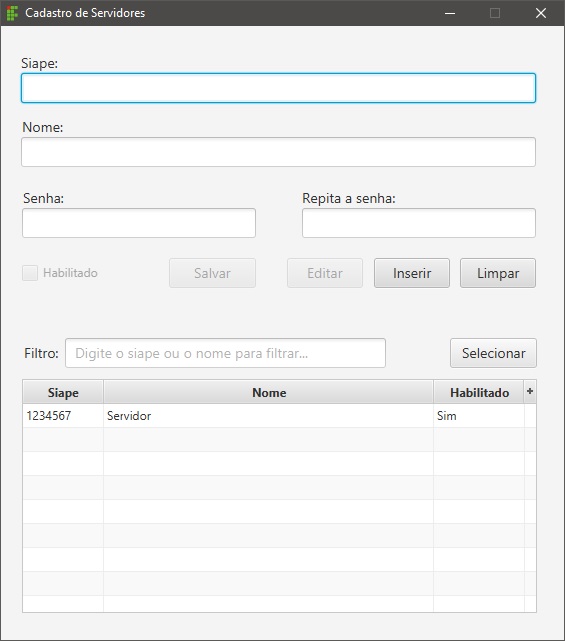 Cadastro de Servidores
Siape:
Nome:
Senha: Repita a senha:
Habilitado Salvar Editar Inserir Limpar
Filtro: Digite o siape ou o nome para filtrar... Selecionar
Siape Nome Habilitado +
1234567 Servidor Sim